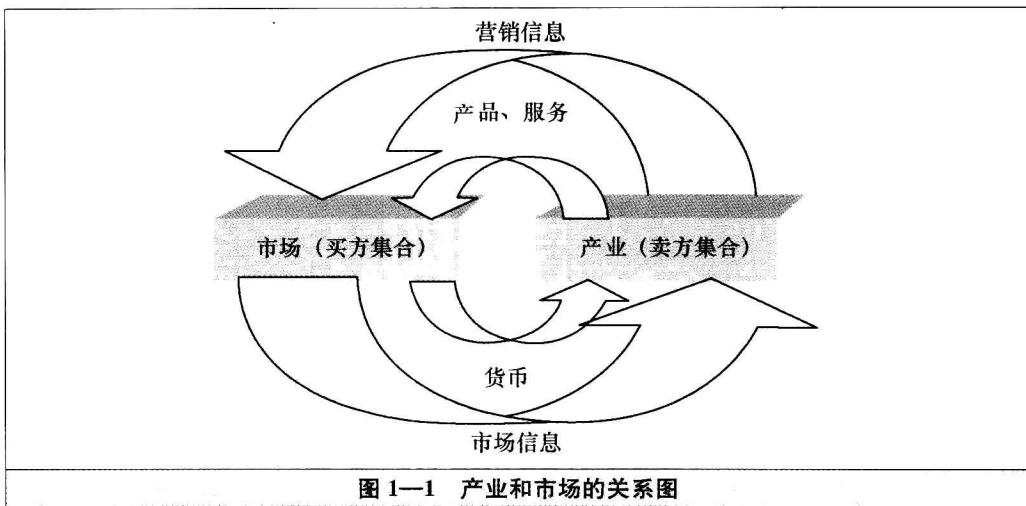 营销信息
产品、服务
市场（买方集合）
产业（卖方集合）
货币
市场信息
图 1—1 产业和市场的关系图